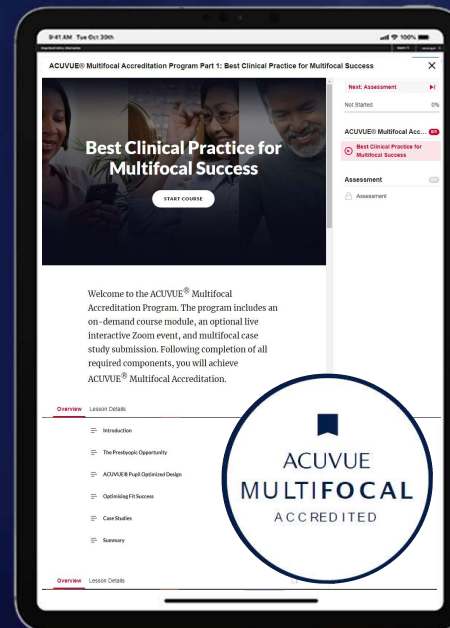 9:41 AM Tue Oct 30th
100%
ACUVUE® Multifocal Accreditation Program Part 1: Best Clinical Practice for Multifocal Success
Best Clinical Practice for
Multifocal Success
START COURSE
Next: Assessment
Not Started 0%
ACUVUE® Multifocal Acc...
Best Clinical Practice for
Multifocal Success
Assessment
Assessment
Welcome to the ACUVUE® Multifocal
Accreditation Program. The program includes an
on-demand course module, an optional live
interactive Zoom event, and multifocal case
study submission. Following completion of all
required components, you will achieve
ACUVUE® Multifocal Accreditation.
Overview Lesson Details
Introduction
The Presbyopic Opportunity
ACUVUE® Pupil Optimized Design
Optimising Fit Success
Case Studies
Summary
ACUVUE
MULTIFOCAL
ACCREDITED
Overview Lesson Details